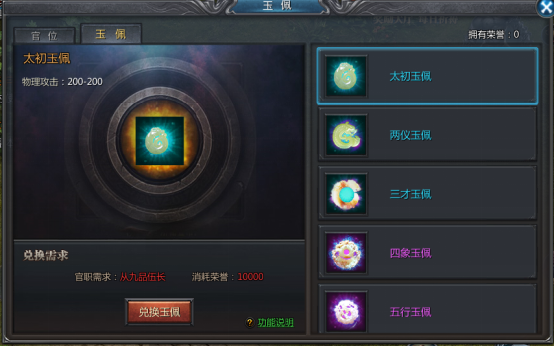 玉佩
官位
玉佩
拥有荣誉：0
太初玉佩
物理攻击：200-200
太初玉佩
两仪玉佩
三才玉佩
四象玉佩
五行玉佩
兑换需求
官职需求：从九品伍长 消耗荣誉：10000
兑换玉佩
? 功能说明